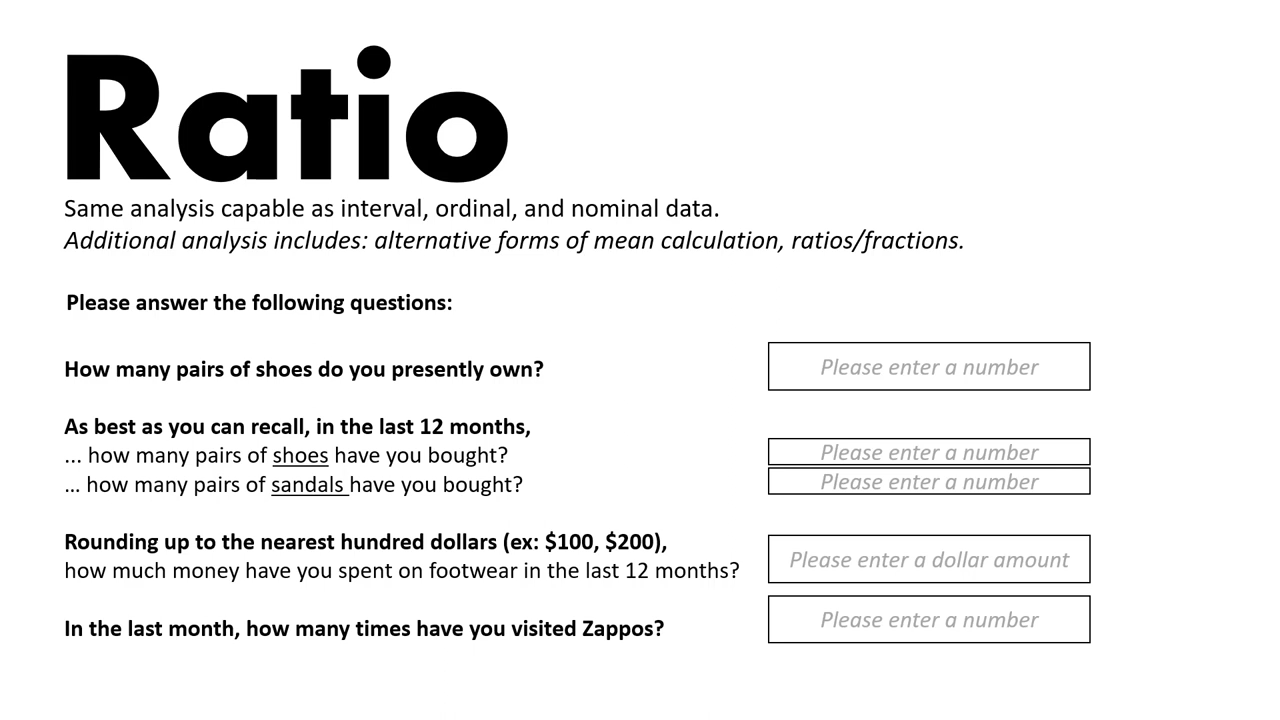 Ratio
Same analysis capable as interval, ordinal, and nominal data.
Additional analysis includes: alternative forms of mean calculation, ratios/fractions.
Please answer the following questions:
How many pairs of shoes do you presently own?
Please enter a number
As best as you can recall, in the last 12 months,
... how many pairs of shoes have you bought?
Please enter a number
… how many pairs of sandals have you bought?
Please enter a number
Rounding up to the nearest hundred dollars (ex: $100, $200),
how much money have you spent on footwear in the last 12 months?
Please enter a dollar amount
In the last month, how many times have you visited Zappos?
Please enter a number